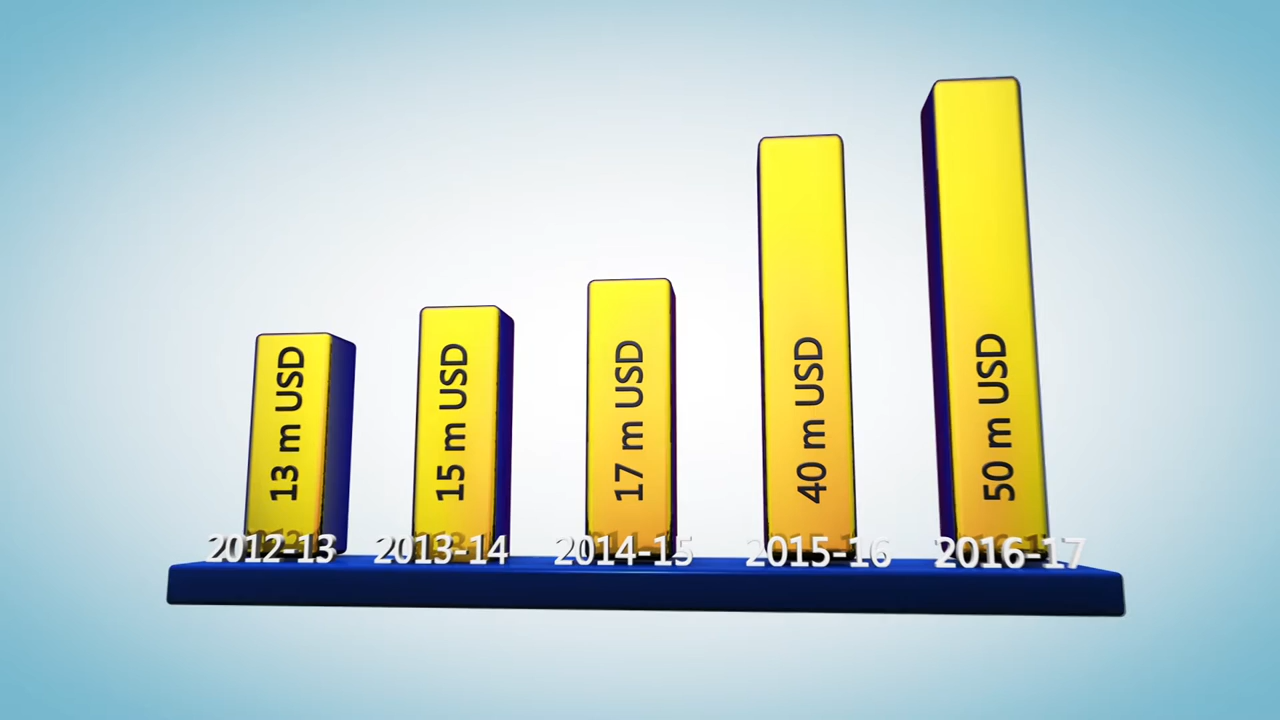 13 m USD
15 m USD
17 m USD
40 m USD
50 m USD
2012-13
2013-14
2014-15
2015-16
2016-17